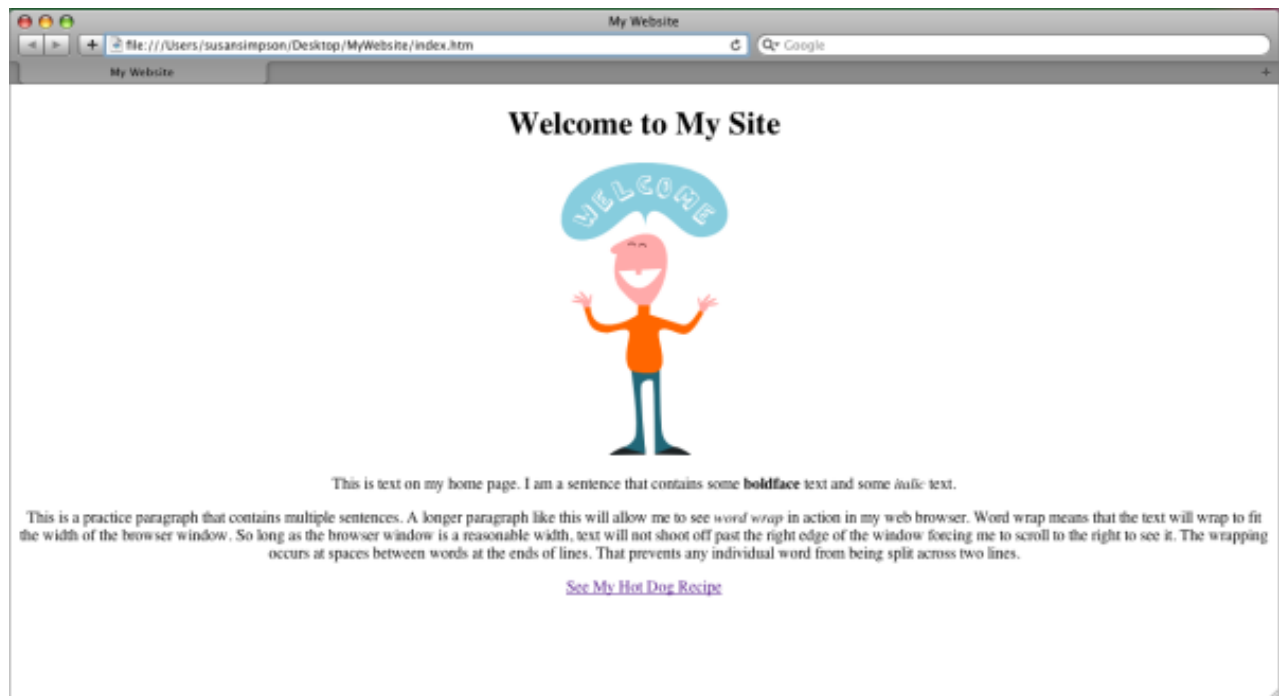 My Website
file:///Users/susansimpson/Desktop/MyWebsite/index.htm
Google
My Website
Welcome to My Site
WELCOME
This is text on my home page. I am a sentence that contains some boldface text and some italic text.
This is a practice paragraph that contains multiple sentences. A longer paragraph like this will allow me to see word wrap in action in my web browser. Word wrap means that the text will wrap to fit
the width of the browser window. So long as the browser window is a reasonable width, text will not shoot off past the right edge of the window forcing me to scroll to the right to see it. The wrapping
occurs at spaces between words at the ends of lines. That prevents any individual word from being split across two lines.
See My Hot Dog Recipe